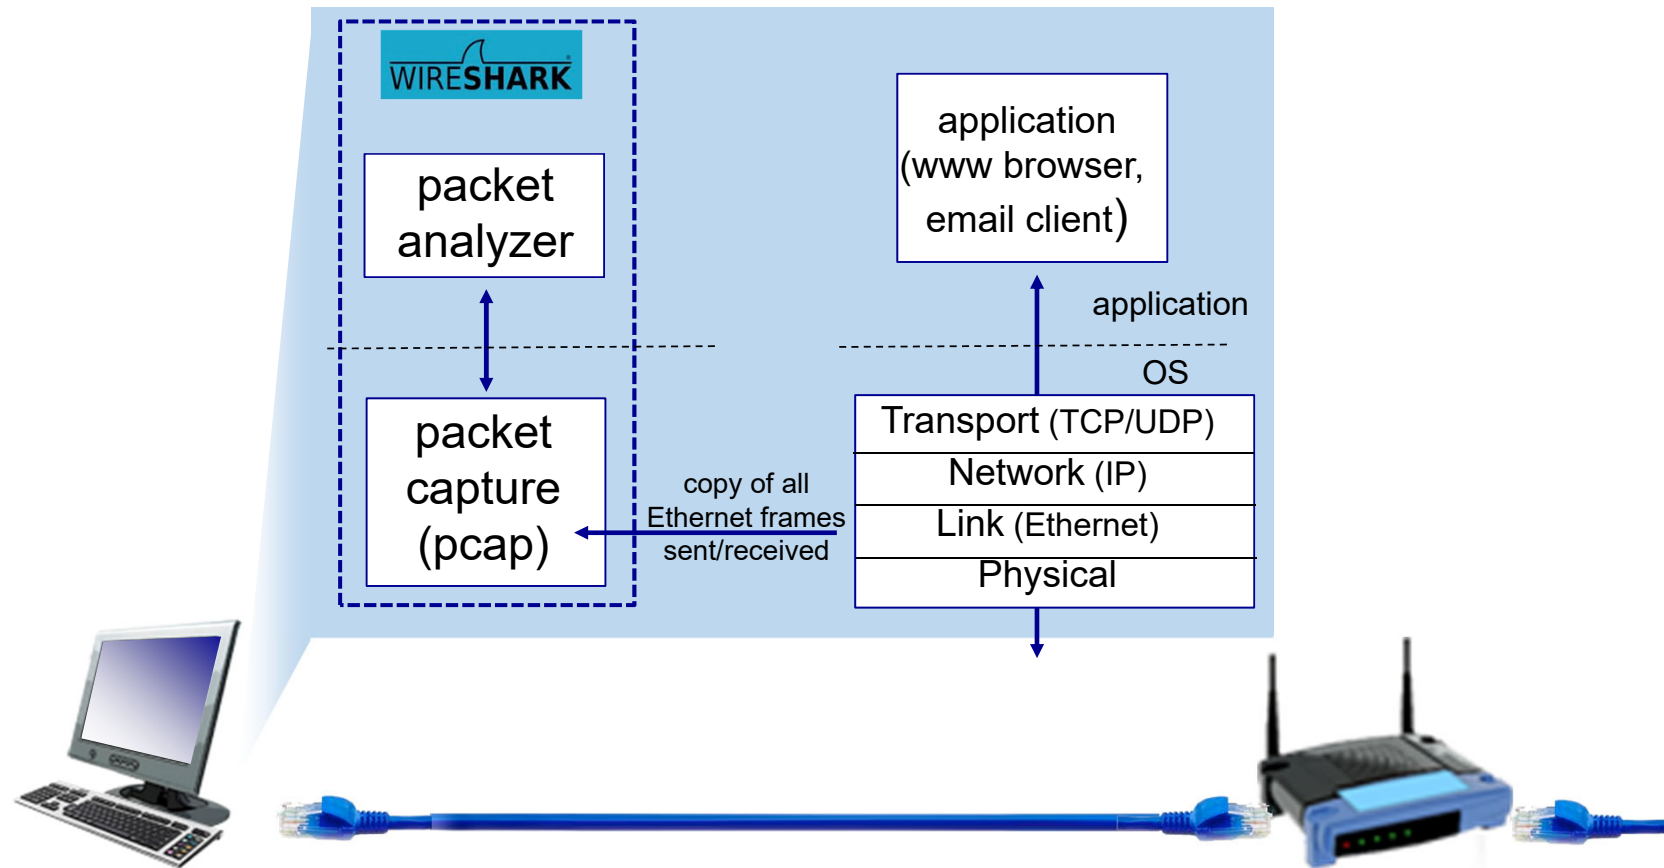 WIRESHARK
packet
analyzer
packet
capture
(pcap)
copy of all
Ethernet frames
sent/received
application
(www browser,
email client)
application
OS
Transport (TCP/UDP)
Network (IP)
Link (Ethernet)
Physical